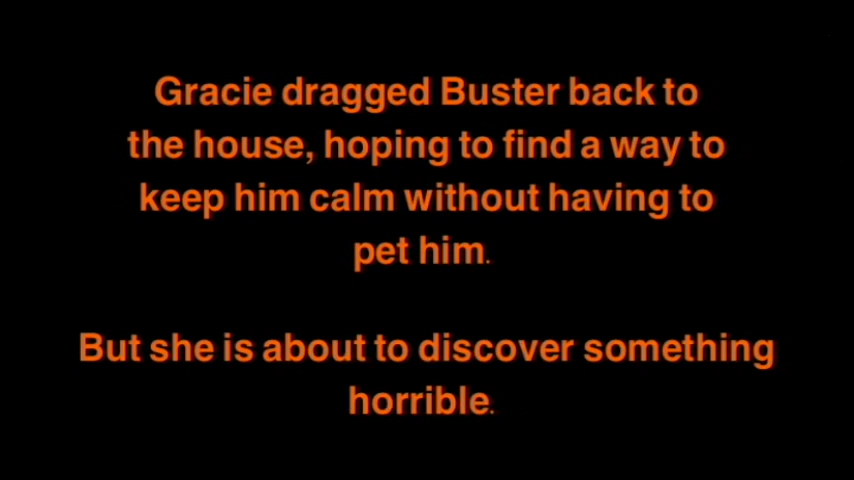 Gracie dragged Buster back to
the house, hoping to find a way to
keep him calm without having to
pet him.
But she is about to discover something
horrible.